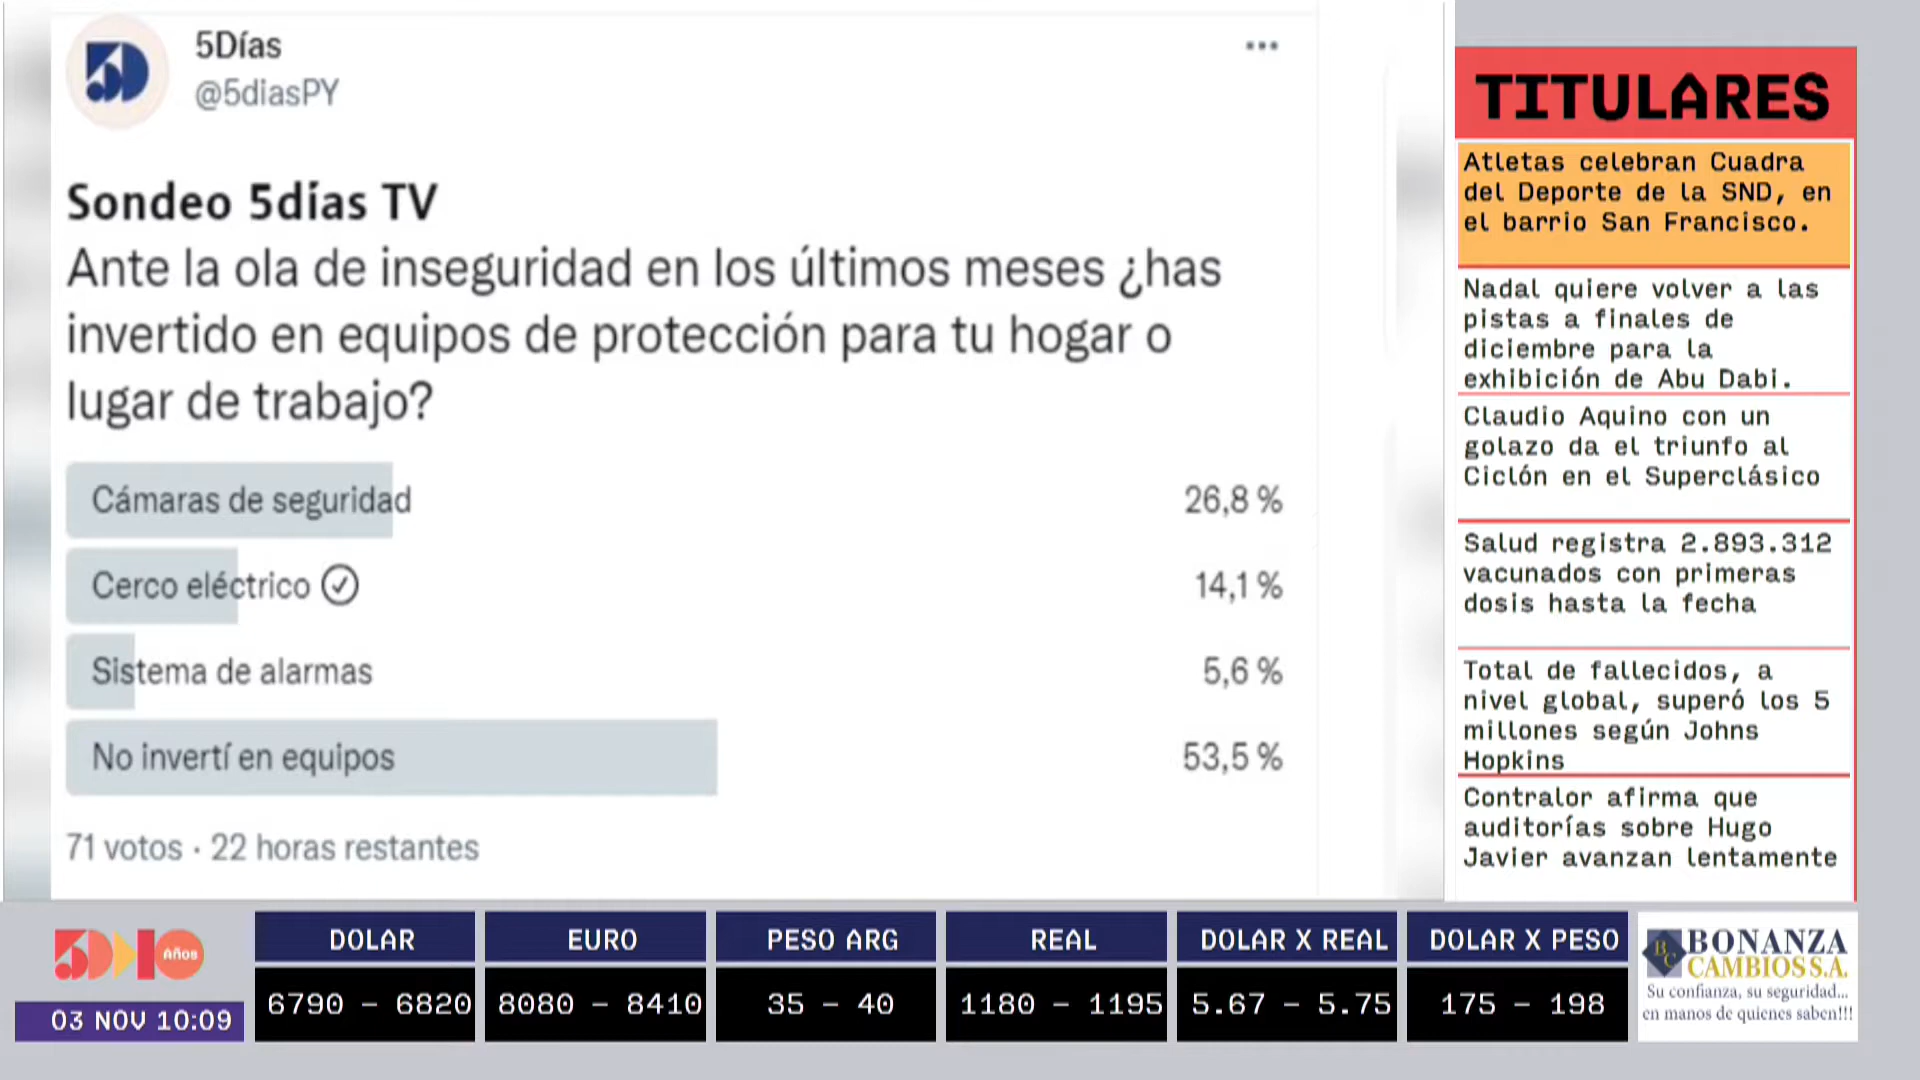 5Días
@5diasPY
Sondeo 5días TV
Ante la ola de inseguridad en los últimos meses ¿has
invertido en equipos de protección para tu hogar o
lugar de trabajo?
Cámaras de seguridad 26,8 %
Cerco eléctrico 14,1 %
Sistema de alarmas 5,6 %
No invertí en equipos 53,5 %
71 votos · 22 horas restantes
TITULARES
Atletas celebran Cuadra
del Deporte de la SND, en
el barrio San Francisco.
Nadal quiere volver a las
pistas a finales de
diciembre para la
exhibición de Abu Dabi.
Claudio Aquino con un
golazo da el triunfo al
Ciclón en el Superclásico
Salud registra 2.893.312
vacunados con primeras
dosis hasta la fecha
Total de fallecidos, a
nivel global, superó los 5
millones según Johns
Hopkins
Contralor afirma que
auditorías sobre Hugo
Javier avanzan lentamente
5D 10 Años
03 NOV 10:09
DOLAR
6790 - 6820
EURO
8080 - 8410
PESO ARG
35 - 40
REAL
1180 - 1195
DOLAR X REAL
5.67 - 5.75
DOLAR X PESO
175 - 198
BC BONANZA
CAMBIOS S.A.
Su confianza, su seguridad...
en manos de quienes saben!!!